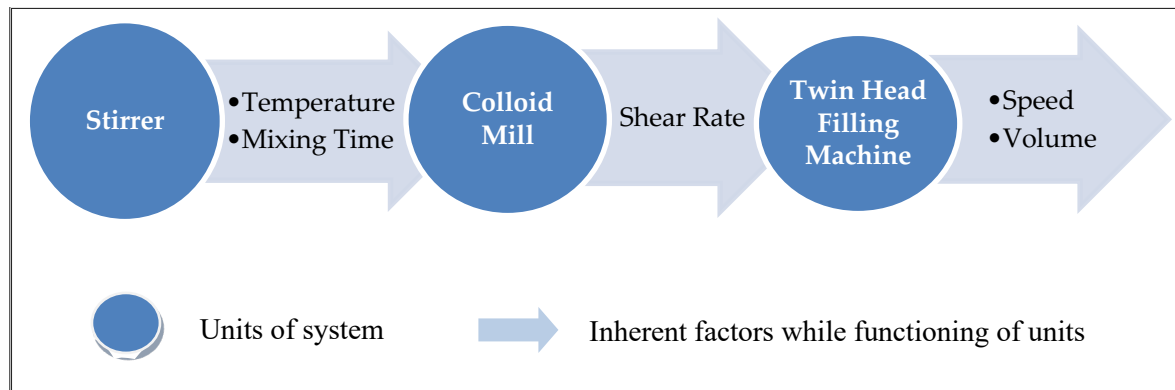 Stirrer
•Temperature
•Mixing Time
Colloid
Mill
Shear Rate
Twin Head
Filling
Machine
•Speed
•Volume
Units of system
Inherent factors while functioning of units